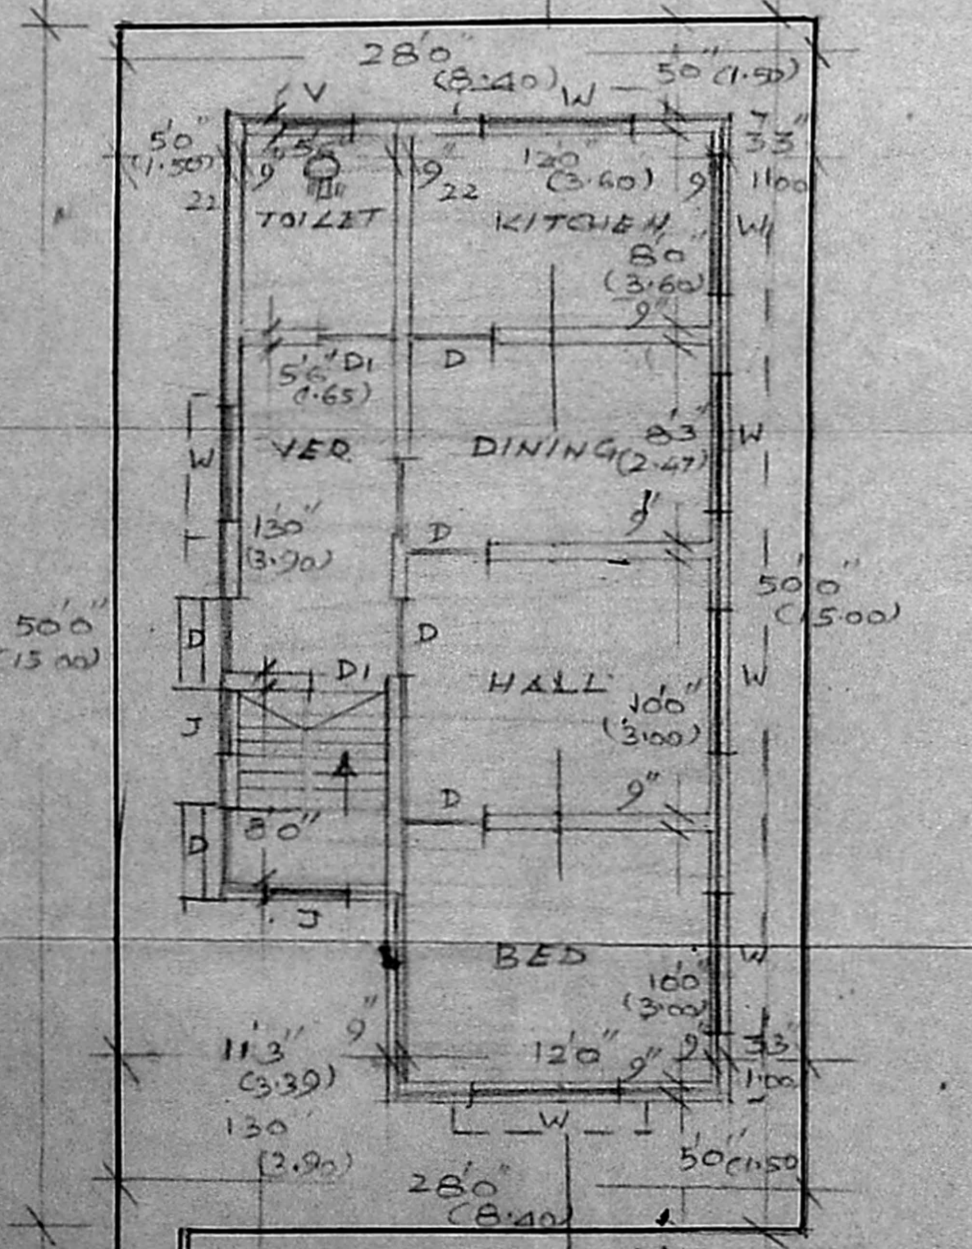 28'0"
(8.40)
5'0" (1.50)
V
W
5'0"
(1.50)
22
5'6"
9"
9"
22
12'0"
(3.60)
9"
3'3"
1.00
TOILET
KITCHEN
W
8'0"
(3.60)
9"
5'6"
(1.65)
D1
D
W
VER
DINING
8'3"
(2.47)
W
13'0"
(3.90)
D
9"
50'0"
(15.00)
50'0"
(15.00)
D
D
D1
HALL
10'0"
(3.00)
W
J
D
9"
D
8'0"
J
BED
W
10'0"
(3.00)
9"
11'3"
(3.39)
12'0"
9"
9"
3'3"
1.00
130
(2.90)
W
5'0" (1.50
28'0"
(8.40)